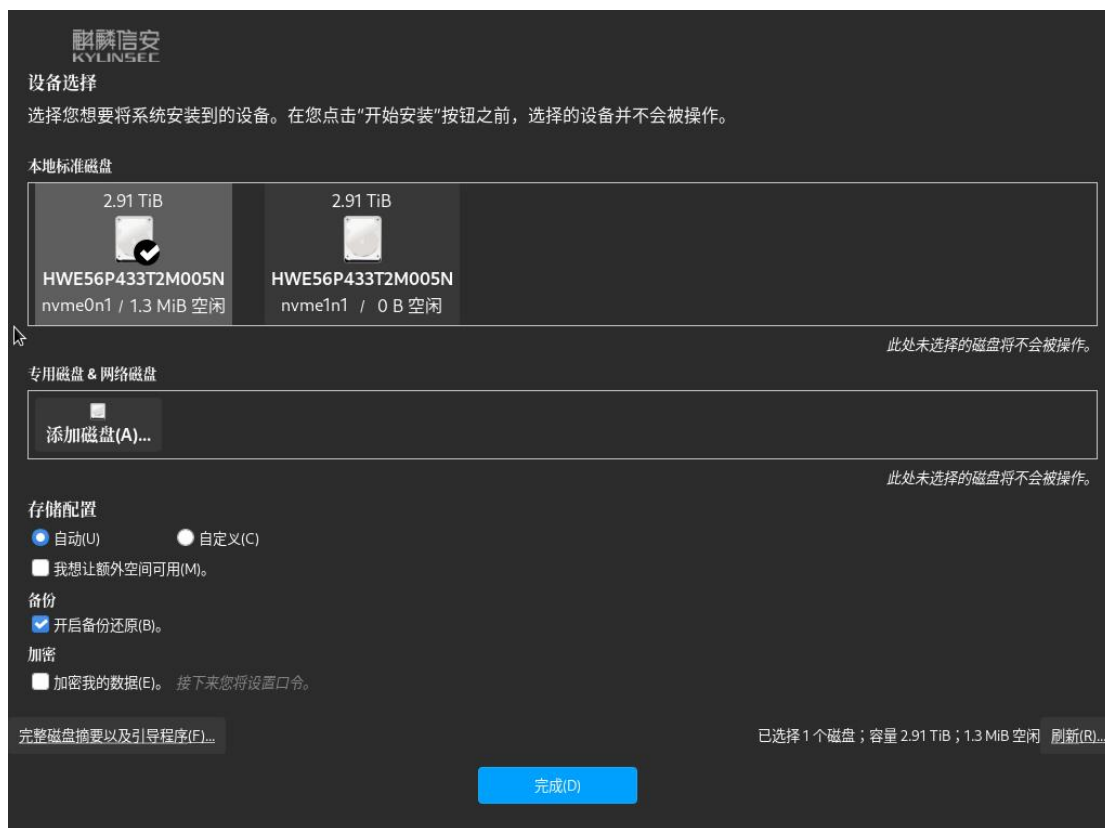 麒麟信安
KYLINSEC
设备选择
选择您想要将系统安装到的设备。在您点击“开始安装”按钮之前，选择的设备并不会被操作。
本地标准磁盘
2.91 TiB 2.91 TiB
HWE56P433T2M005N HWE56P433T2M005N
nvme0n1 / 1.3 MiB 空闲 nvme1n1 / 0 B 空闲
此处未选择的磁盘将不会被操作。
专用磁盘 & 网络磁盘
添加磁盘(A)...
此处未选择的磁盘将不会被操作。
存储配置
自动(U) 自定义(C)
我想让额外空间可用(M)。
备份
开启备份还原(B)。
加密
加密我的数据(E)。 接下来您将设置口令。
完整磁盘摘要以及引导程序(F)... 已选择 1 个磁盘；容量 2.91 TiB；1.3 MiB 空闲 刷新(R)...
完成(D)